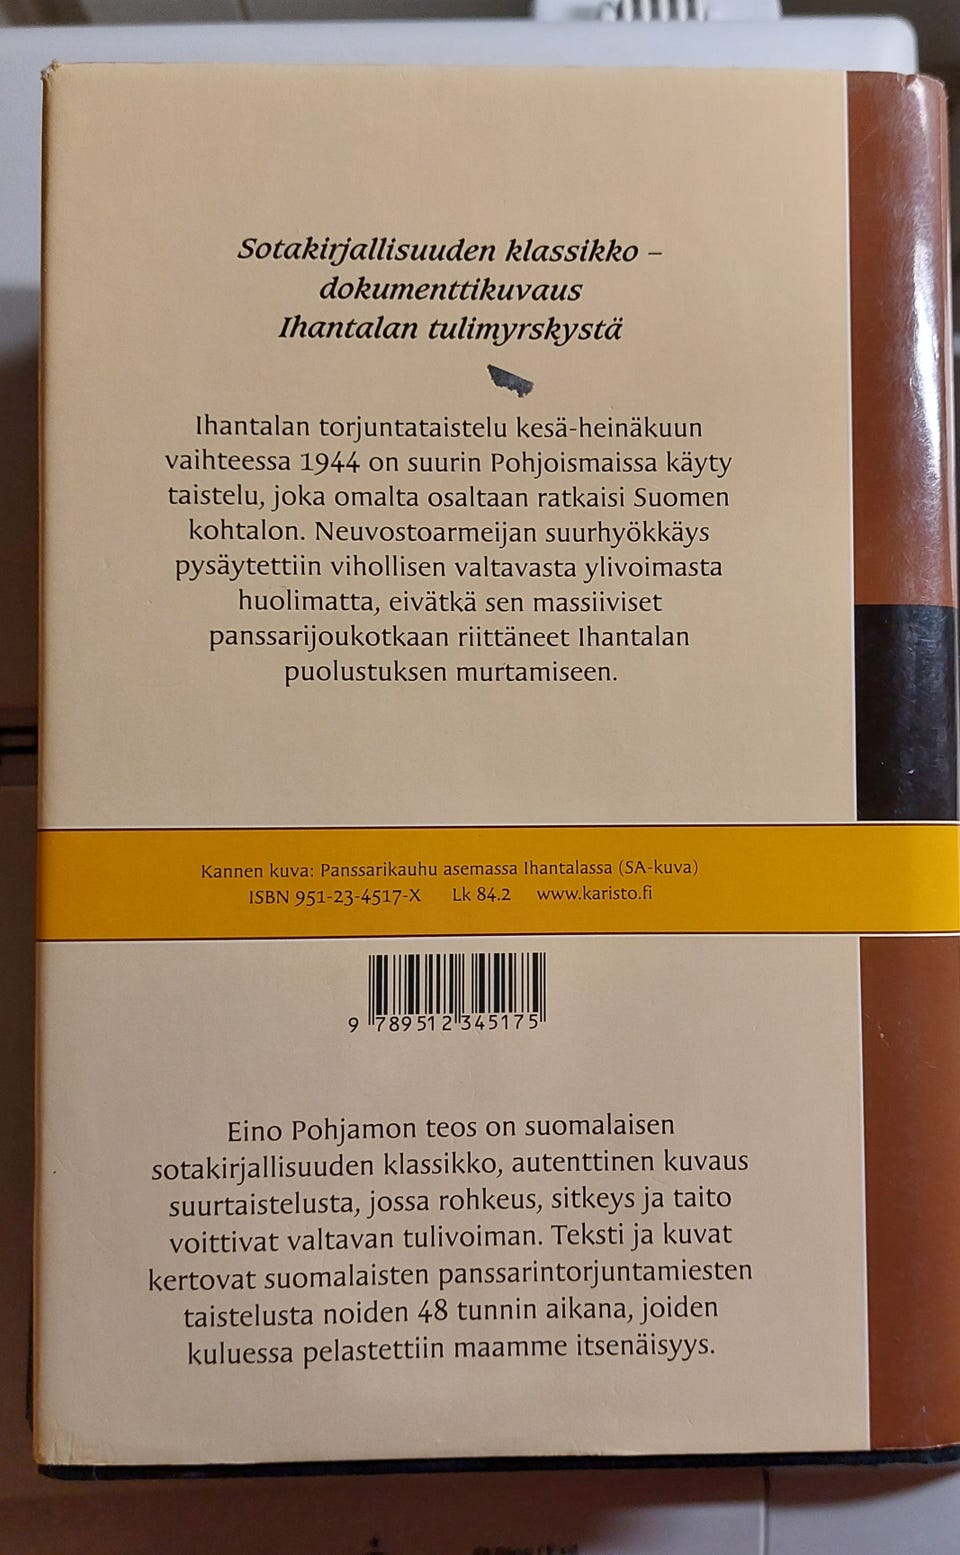 Sotakirjallisuuden klassikko –
dokumenttikuvaus
Ihantalan tulimyrskystä
Ihantalan torjuntataistelu kesä-heinäkuun
vaihteessa 1944 on suurin Pohjoismaissa käyty
taistelu, joka omalta osaltaan ratkaisi Suomen
kohtalon. Neuvostoarmeijan suurhyökkäys
pysäytettiin vihollisen valtavasta ylivoimasta
huolimatta, eivätkä sen massiiviset
panssarijoukotkaan riittäneet Ihantalan
puolustuksen murtamiseen.
Kannen kuva: Panssarikauhu asemassa Ihantalassa (SA-kuva)
ISBN 951-23-4517-X Lk 84.2 www.karisto.fi
9 789512 345175
Eino Pohjamon teos on suomalaisen
sotakirjallisuuden klassikko, autenttinen kuvaus
suurtaistelusta, jossa rohkeus, sitkeys ja taito
voittivat valtavan tulivoiman. Teksti ja kuvat
kertovat suomalaisten panssarintorjuntamiesten
taistelusta noiden 48 tunnin aikana, joiden
kuluessa pelastettiin maamme itsenäisyys.